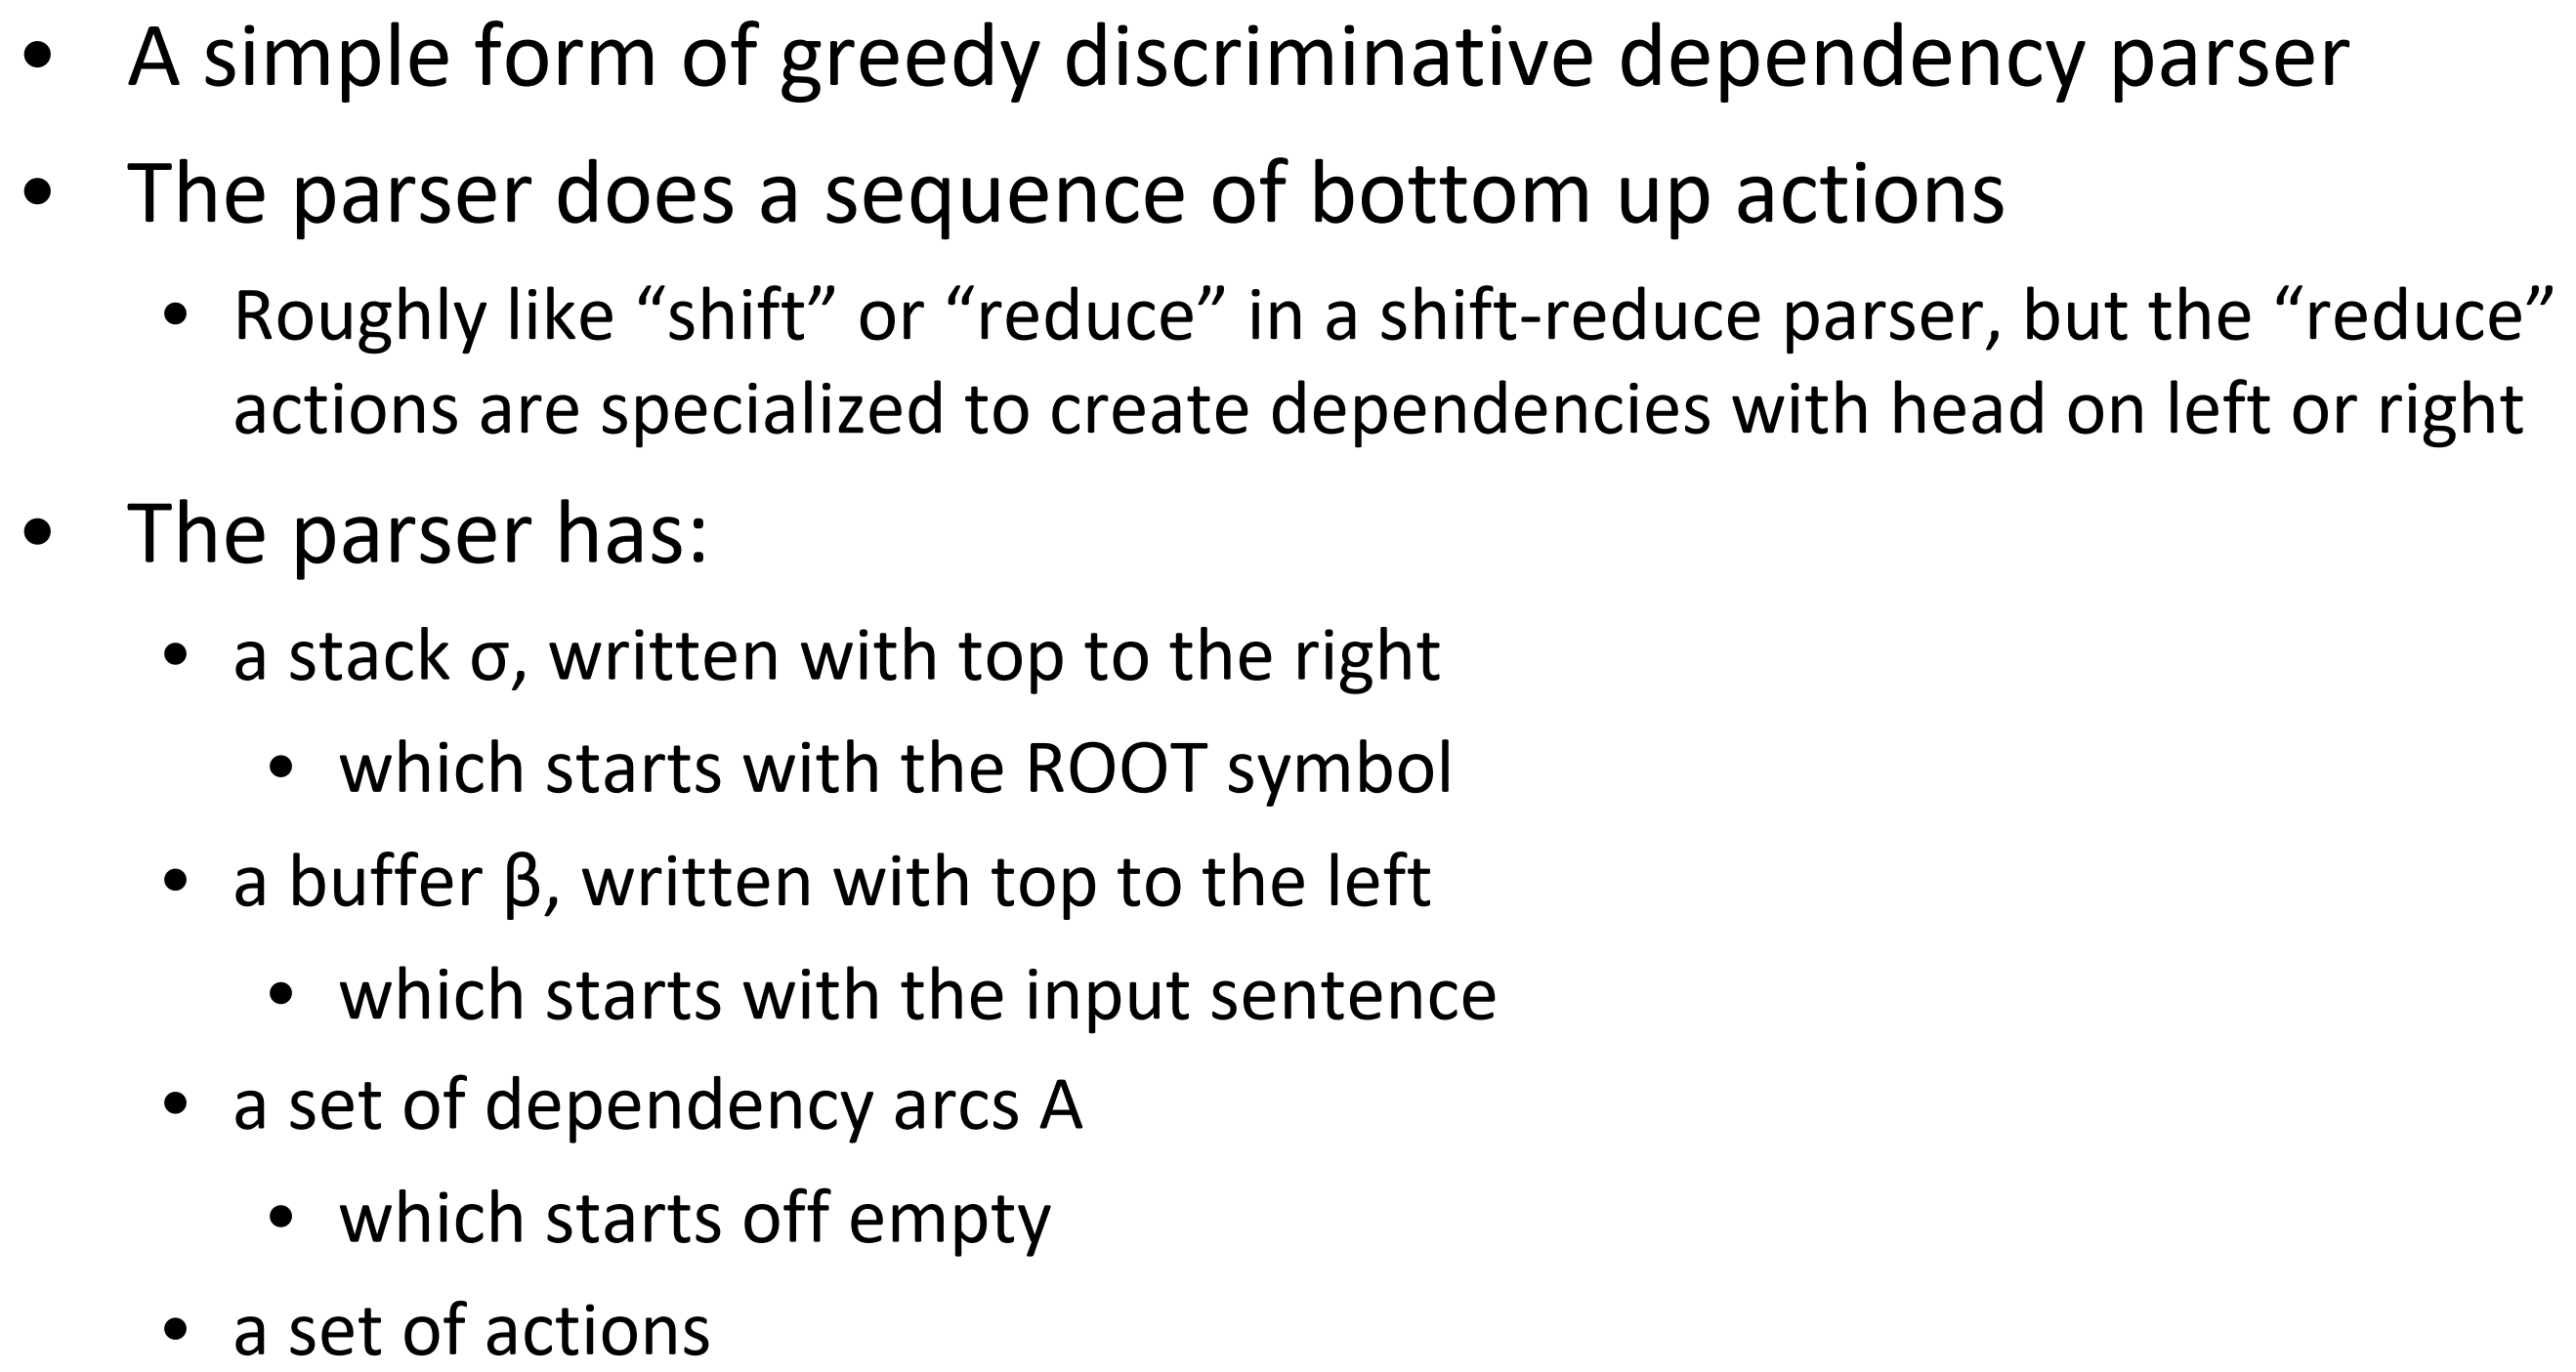 • A simple form of greedy discriminative dependency parser
• The parser does a sequence of bottom up actions
• Roughly like “shift” or “reduce” in a shift-reduce parser, but the “reduce”
actions are specialized to create dependencies with head on left or right
• The parser has:
• a stack σ, written with top to the right
• which starts with the ROOT symbol
• a buffer β, written with top to the left
• which starts with the input sentence
• a set of dependency arcs A
• which starts off empty
• a set of actions